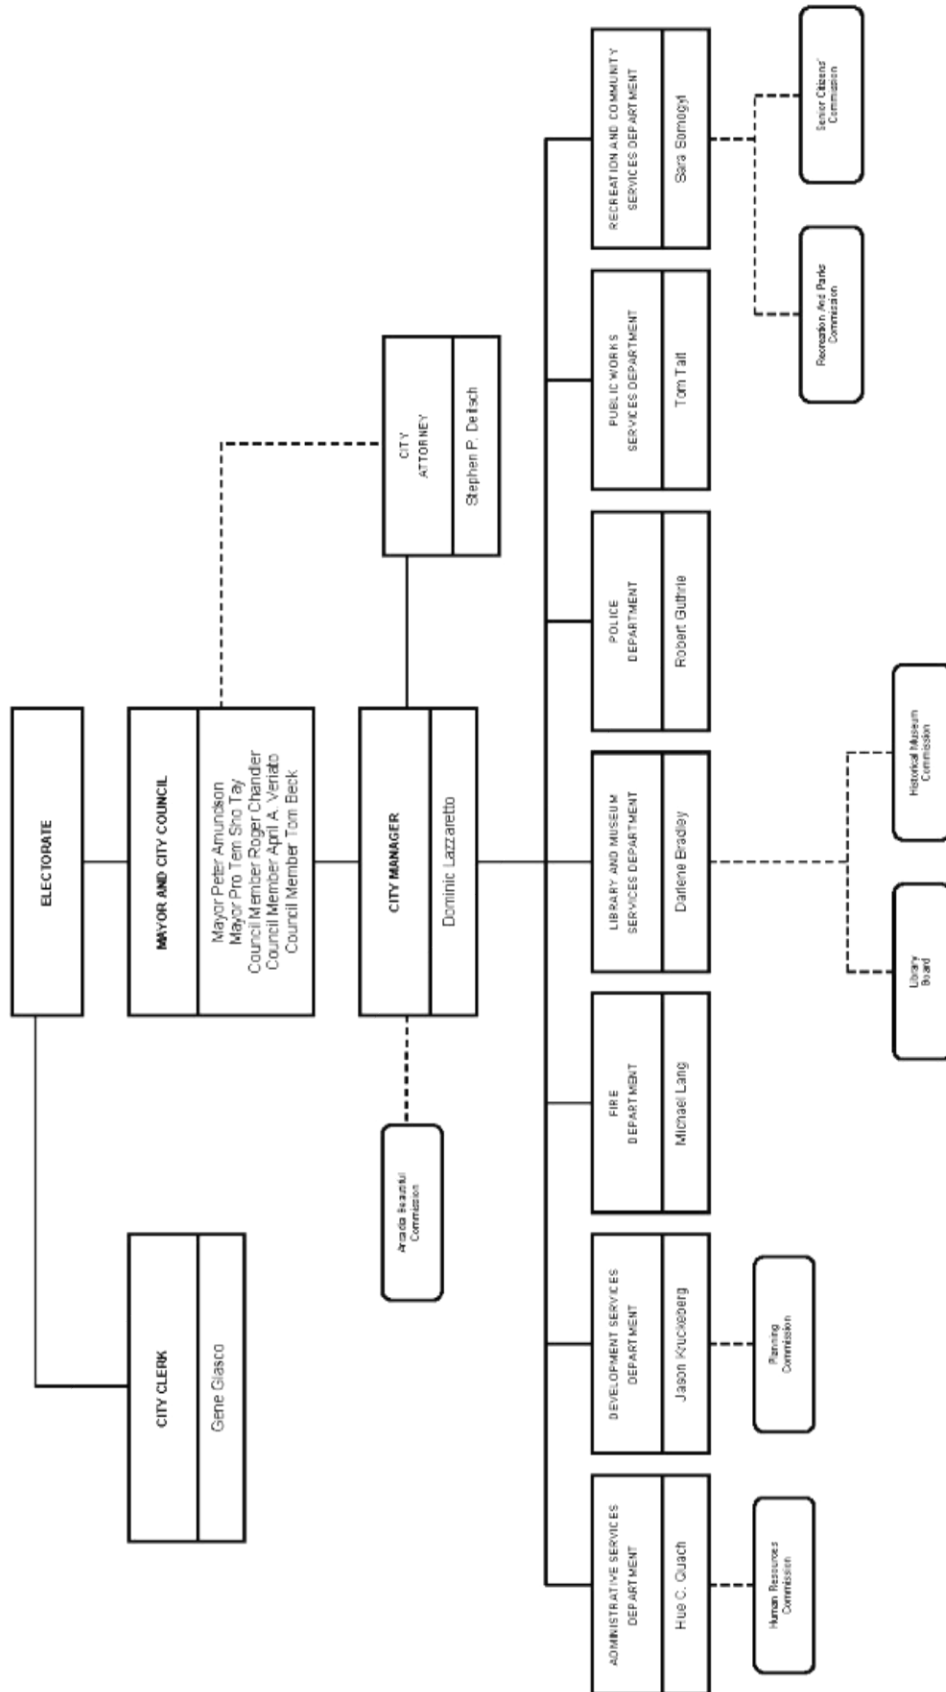 ELECTORATE
CITY CLERK
Gene Glasco
MAYOR AND CITY COUNCIL
Mayor Peter Amundson
Mayor Pro Tem Sho Tay
Council Member Roger Chandler
Council Member April A. Verlato
Council Member Tom Beck
Arcadia Beautiful
Commission
CITY MANAGER
Dominic Lazzaretto
CITY
ATTORNEY
Stephen P. Deitsch
ADMINISTRATIVE SERVICES
DEPARTMENT
Hue C. Quach
DEVELOPMENT SERVICES
DEPARTMENT
Jason Kruckeberg
FIRE
DEPARTMENT
Michael Lang
LIBRARY AND MUSEUM
SERVICES DEPARTMENT
Darlene Bradley
POLICE
DEPARTMENT
Robert Guthrie
PUBLIC WORKS
SERVICES DEPARTMENT
Tom Tait
RECREATION AND COMMUNITY
SERVICES DEPARTMENT
Sara Somogyi
Human Resources
Commission
Planning
Commission
Library
Board
Historical Museum
Commission
Recreation And Parks
Commission
Senior Citizens'
Commission